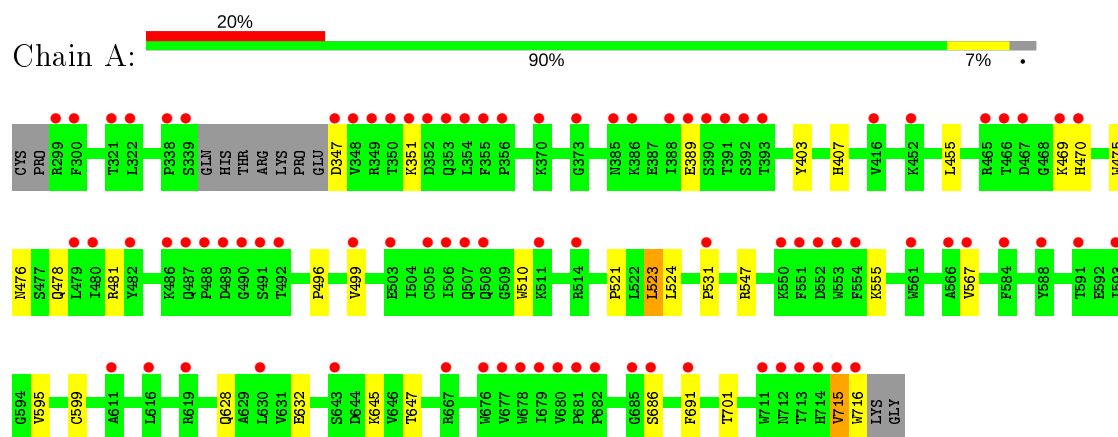 20%
Chain A:
90% 7% •
CYS PRO R299 F300 T321 L322 P338 S339 GLN HIS THR ARG LYS PRO GLU D347 V348 R349 T350 K351 D352 Q353 L354 F355 P356 K370 G373 N385 K386 E387 I388 E389 S390 T391 S392 T393 Y403 H407 V416 K452 L455 R465 T466 D467 G468 K469 H470 W475
N476 S477 Q478 L479 I480 R481 Y482 K486 Q487 P488 D489 G490 S491 T492 P496 V499 E503 I504 C505 I506 Q507 Q508 G509 W510 K511 R514 P521 L522 L523 L524 P531 R547 K550 F551 D552 W553 F554 K555 W561 A566 V567 F584 Y588 T591 E592 I593
G594 V595 C599 A611 L616 R619 Q628 A629 L630 V631 E632 S643 D644 K645 V646 T647 R667 W676 V677 W678 I679 V680 P681 P682 G685 S686 F691 T701 W711 N712 T713 H714 V715 W716 LYS GLY